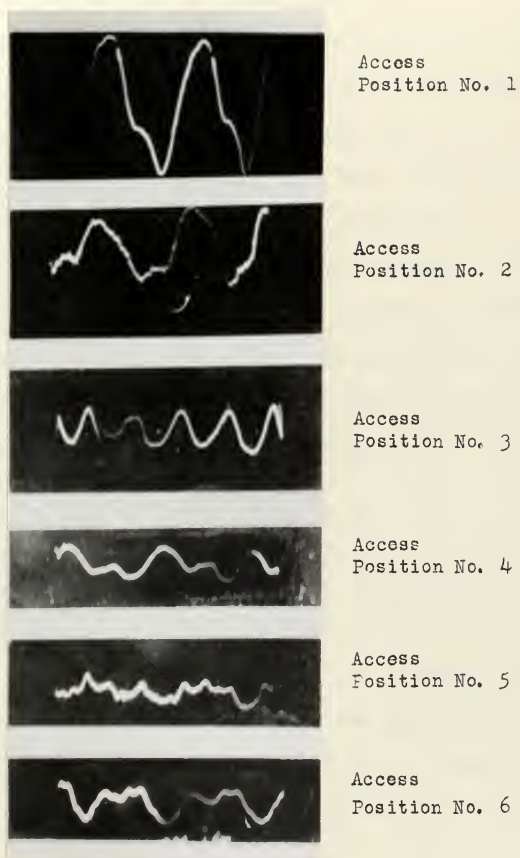 Access
Position No. 1
Access
Position No. 2
Access
Position No. 3
Access
Position No. 4
Access
Position No. 5
Access
Position No. 6